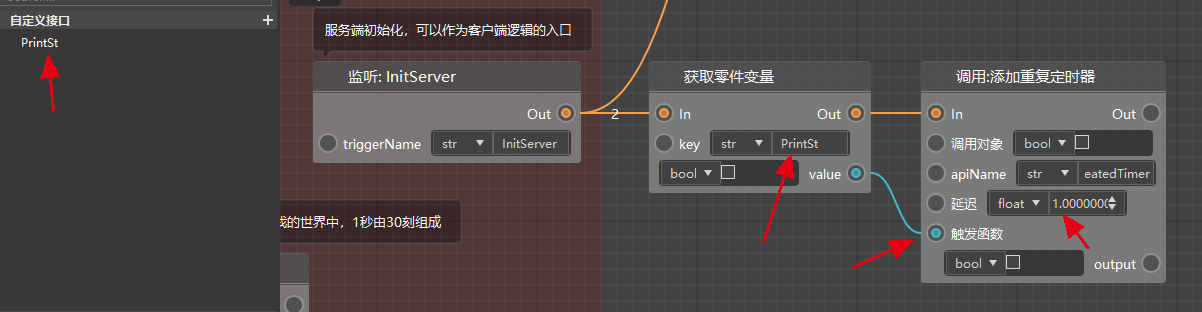 自定义接口
+
PrintSt
服务端初始化，可以作为客户端逻辑的入口
监听: InitServer
Out
triggerName
str
InitServer
2
获取零件变量
In
Out
key
str
PrintSt
bool
value
调用:添加重复定时器
In
Out
调用对象
bool
apiName
str
eatedTimer
延迟
float
1.000000
触发函数
bool
output
的世界中，1秒由30刻组成